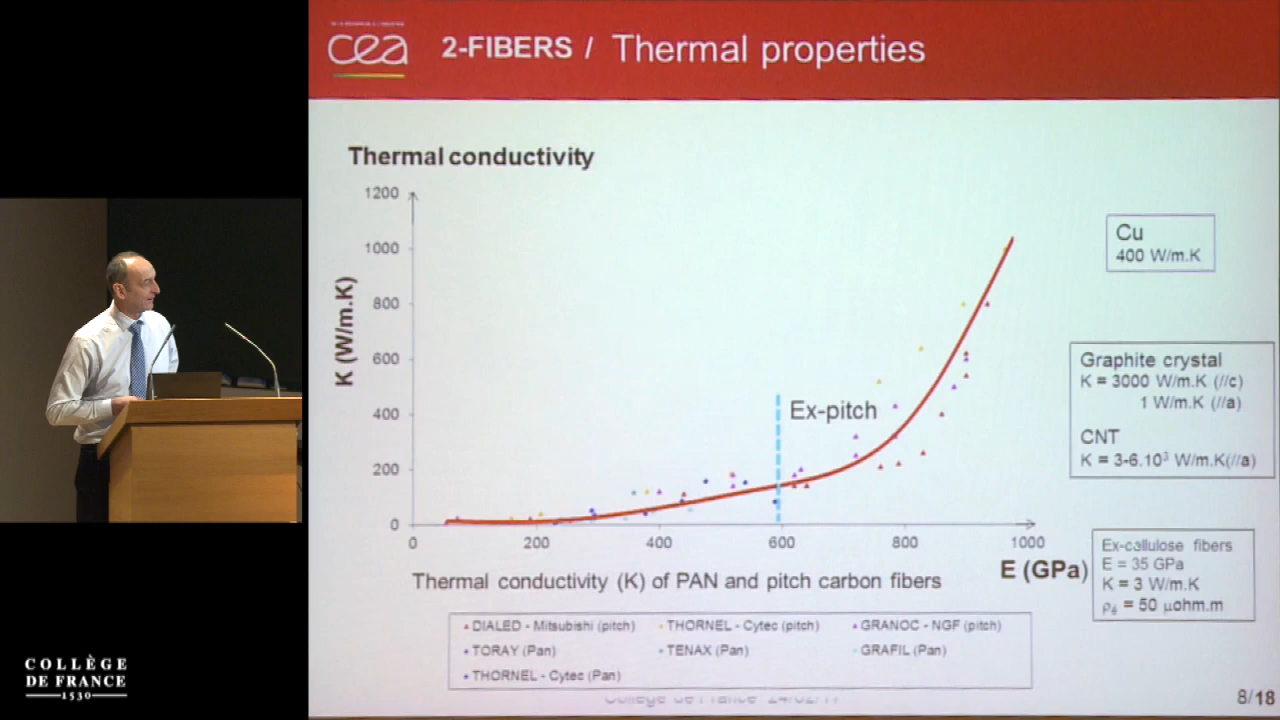 cea
2-FIBERS / Thermal properties
Thermal conductivity
1200
1000
800
600
400
200
0
K (W/m.K)
0 200 400 600 800 1000
E (GPa)
Ex-pitch
Thermal conductivity (K) of PAN and pitch carbon fibers
Cu
400 W/m.K
Graphite crystal
K = 3000 W/m.K (//c)
1 W/m.K (//a)
CNT
K = 3-6.10³ W/m.K(//a)
Ex-cellulose fibers
E = 35 GPa
K = 3 W/m.K
= 50 µohm.m
DIALED - Mitsubishi (pitch) THORNEL - Cytec (pitch) GRANOC - NGF (pitch)
TORAY (Pan) TENAX (Pan) GRAFIL (Pan)
THORNEL - Cytec (Pan)
8/18
COLLÈGE
DE FRANCE
1530